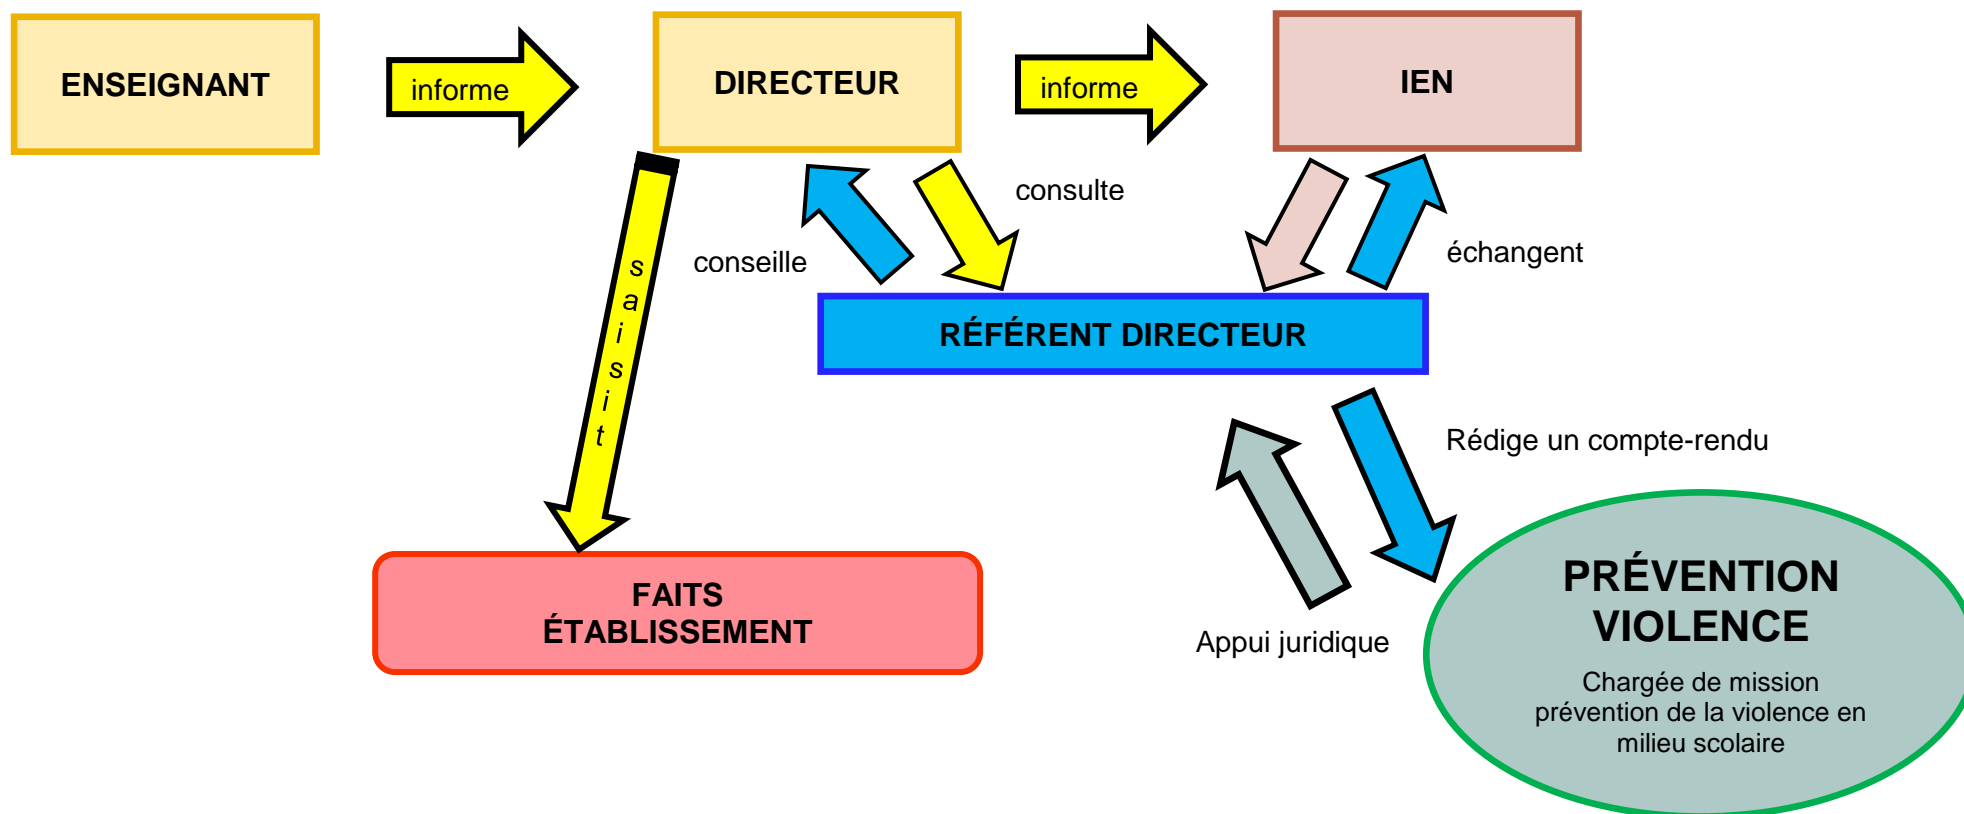 ENSEIGNANT
informe
DIRECTEUR
informe
IEN
consulte
conseille
échangent
saisit
RÉFÉRENT DIRECTEUR
Rédige un compte-rendu
Appui juridique
FAITS
ÉTABLISSEMENT
PRÉVENTION
VIOLENCE
Chargée de mission
prévention de la violence en
milieu scolaire